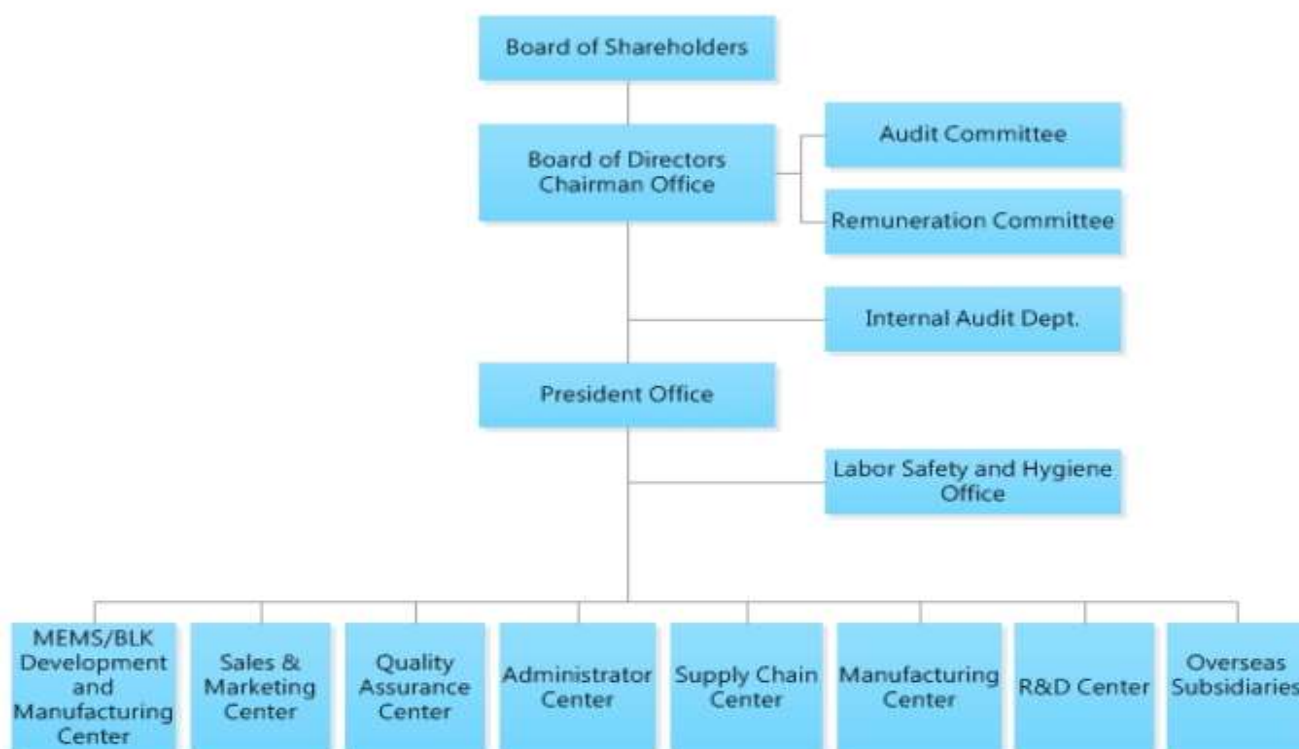 Board of Shareholders
Board of Directors
Chairman Office
Audit Committee
Remuneration Committee
Internal Audit Dept.
President Office
Labor Safety and Hygiene
Office
MEMS/BLK
Development
and
Manufacturing
Center
Sales &
Marketing
Center
Quality
Assurance
Center
Administrator
Center
Supply Chain
Center
Manufacturing
Center
R&D Center
Overseas
Subsidiaries